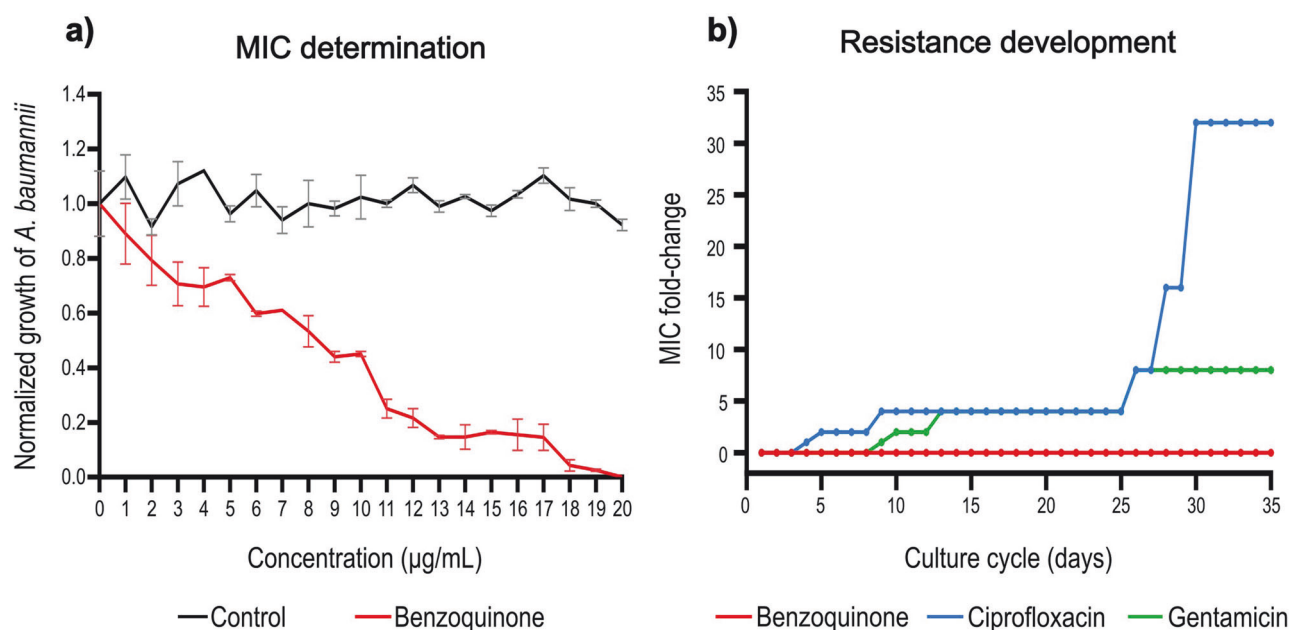 a)
MIC determination
Normalized growth of A. baumannii
1.4
1.2
1.0
0.8
0.6
0.4
0.2
0.0
0 1 2 3 4 5 6 7 8 9 10 11 12 13 14 15 16 17 18 19 20
Concentration (µg/mL)
Control Benzoquinone
b)
Resistance development
MIC fold-change
35
30
25
20
15
10
5
0
0 5 10 15 20 25 30 35
Culture cycle (days)
Benzoquinone Ciprofloxacin Gentamicin